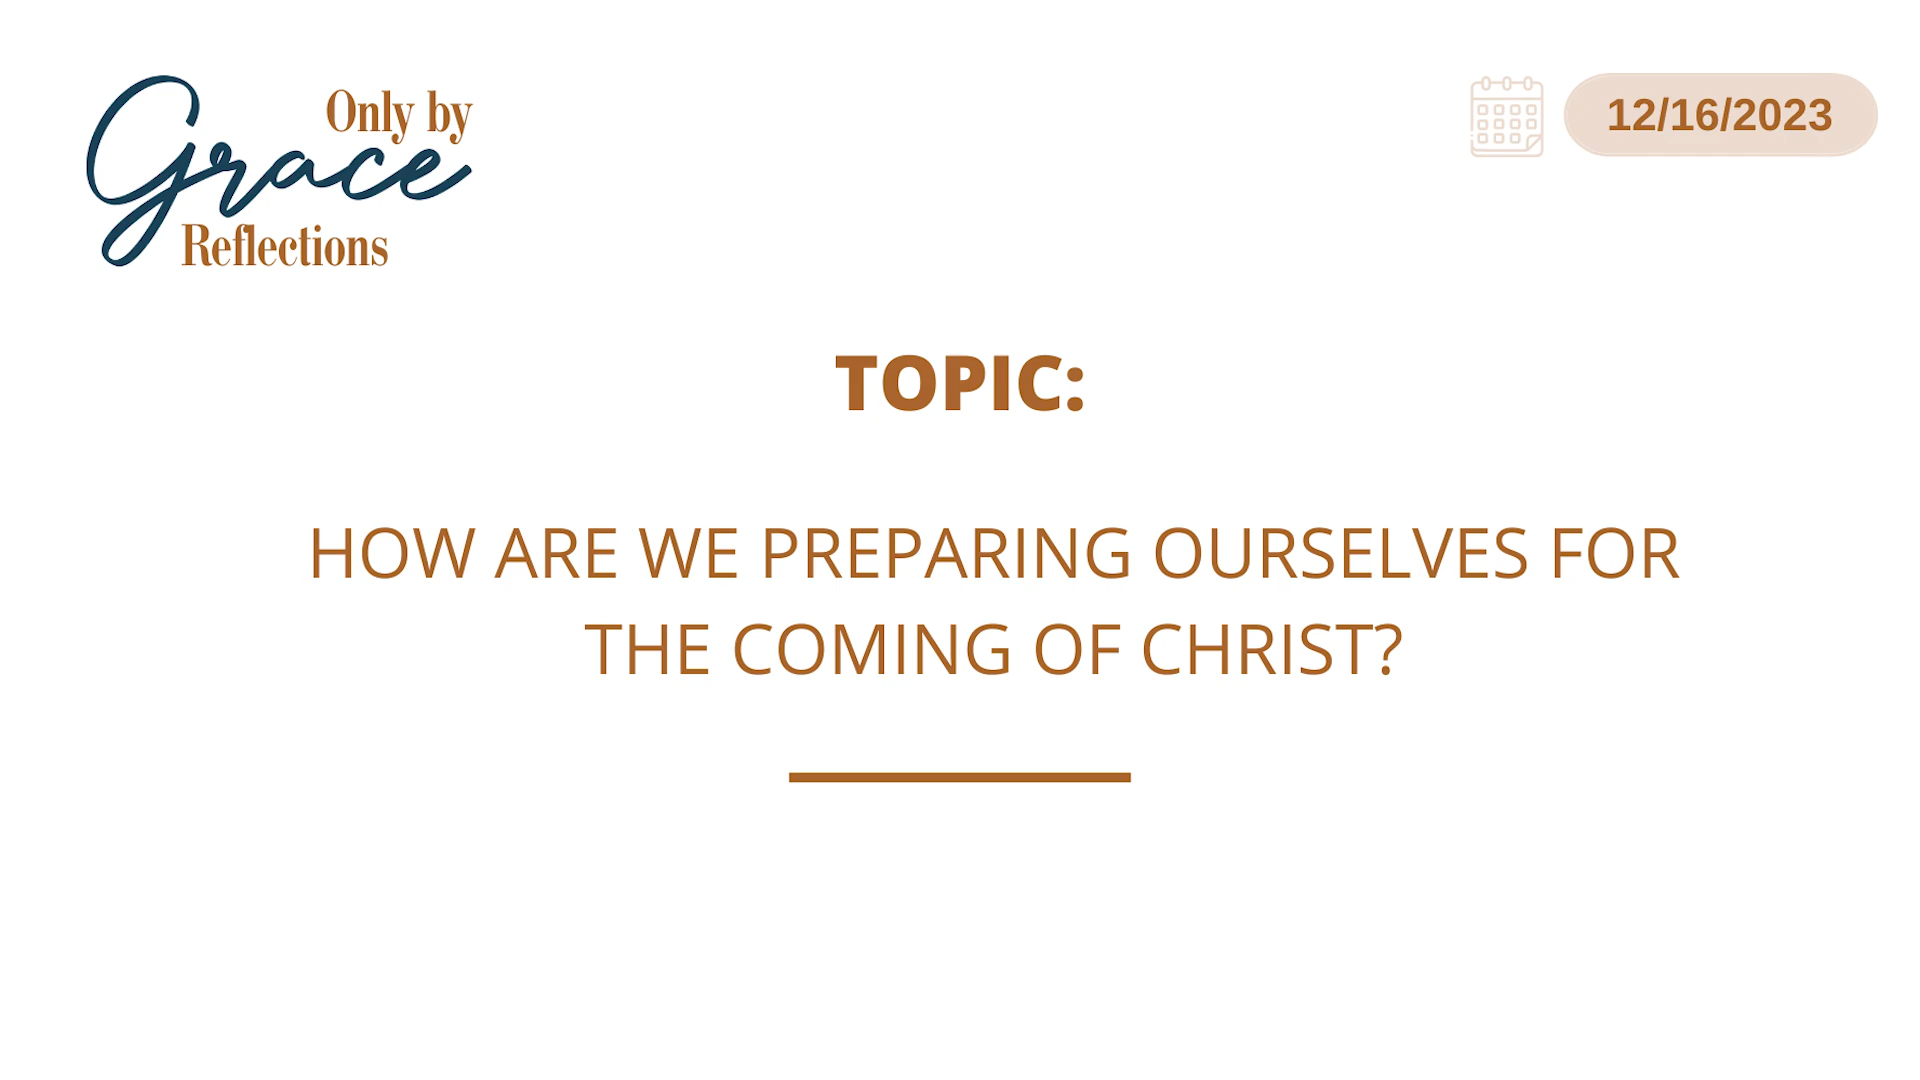 Only by
Grace
Reflections
12/16/2023
TOPIC:
HOW ARE WE PREPARING OURSELVES FOR
THE COMING OF CHRIST?